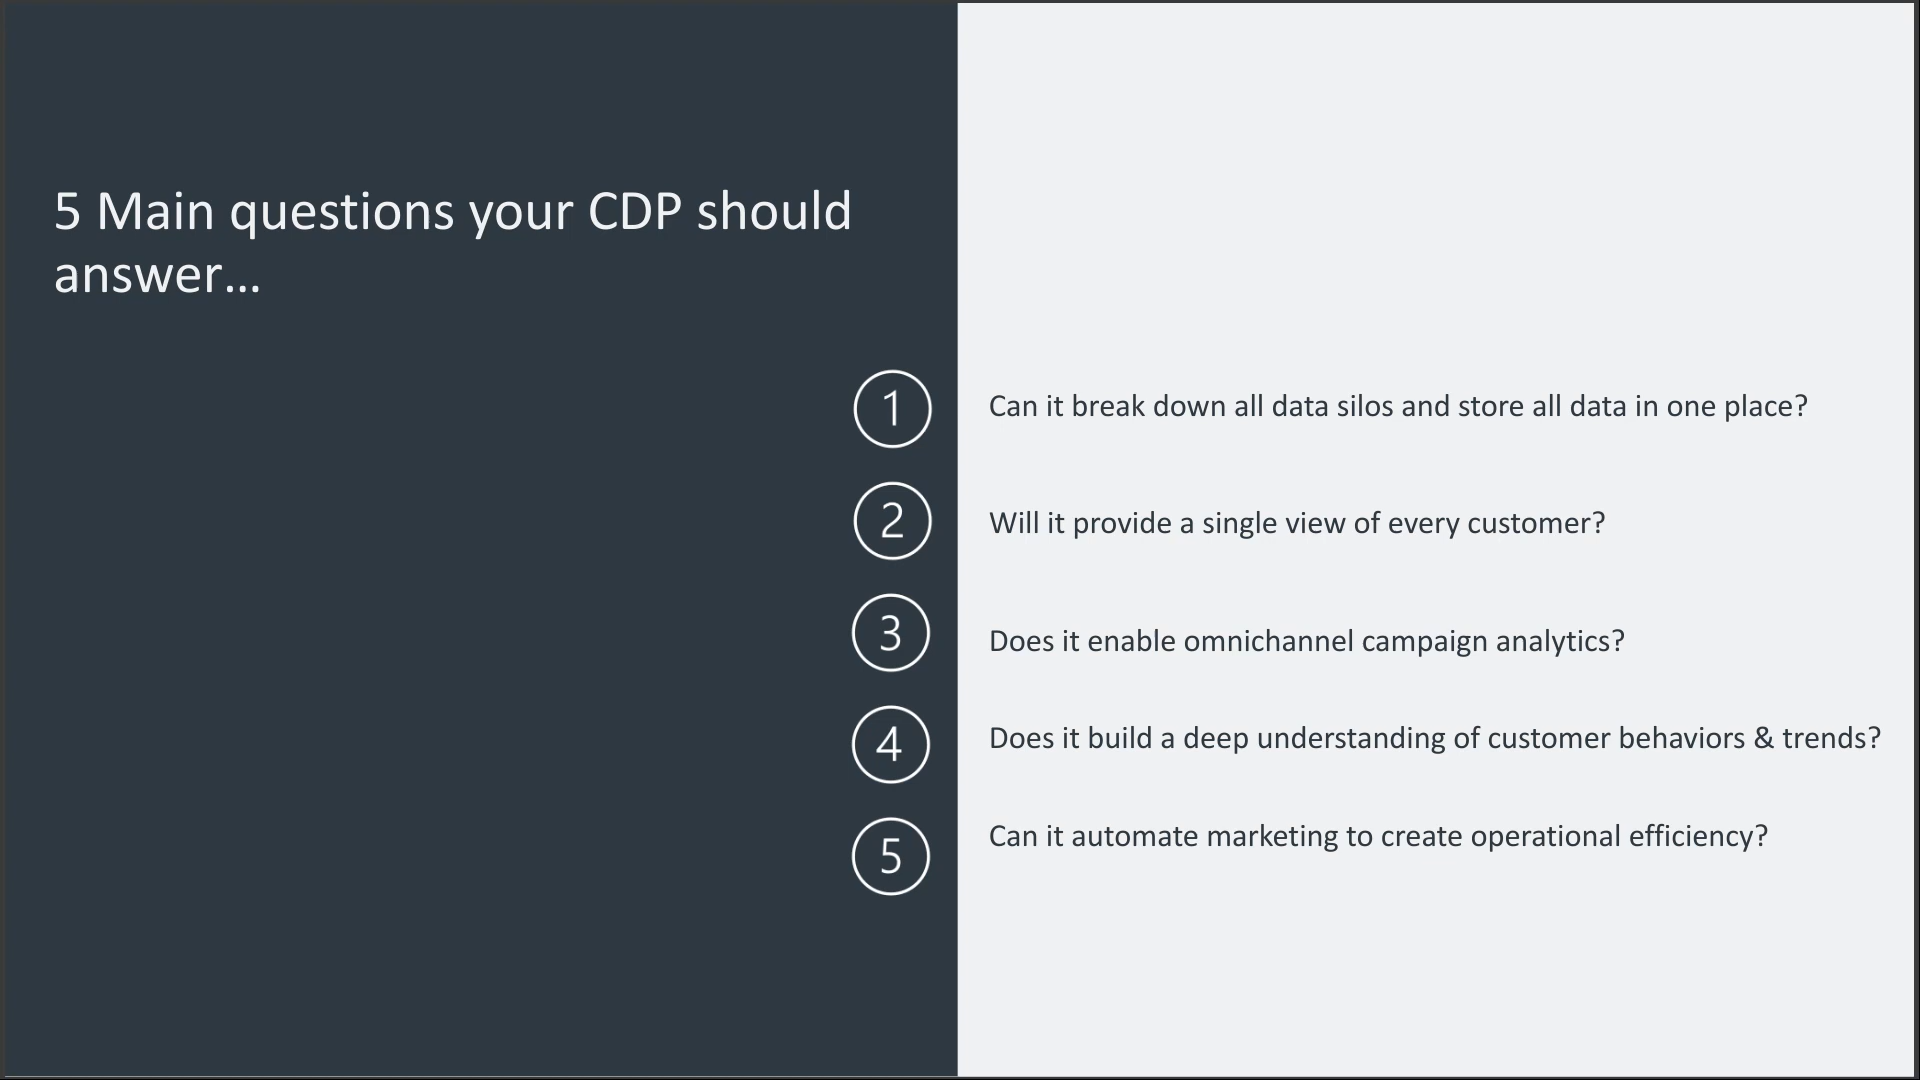 5 Main questions your CDP should
answer...
1
Can it break down all data silos and store all data in one place?
2
Will it provide a single view of every customer?
3
Does it enable omnichannel campaign analytics?
4
Does it build a deep understanding of customer behaviors & trends?
5
Can it automate marketing to create operational efficiency?